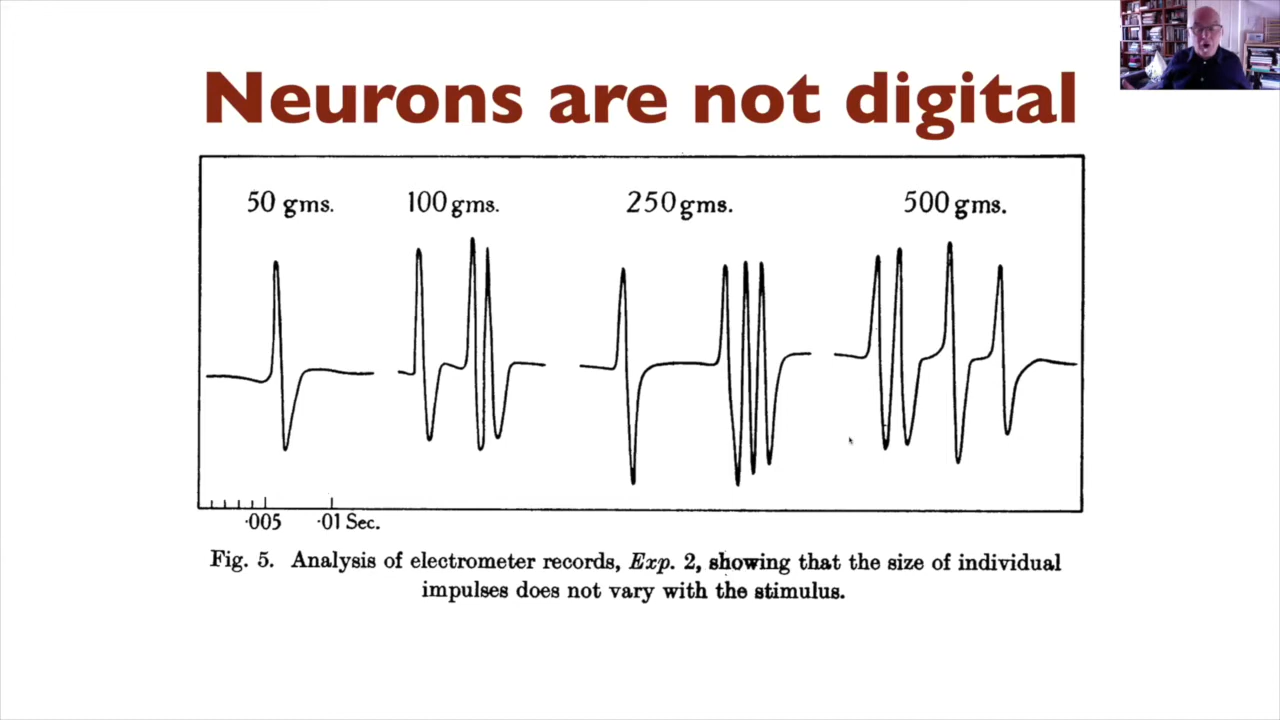 Neurons are not digital
50 gms. 100 gms. 250 gms. 500 gms.
·005 ·01 Sec.
Fig. 5. Analysis of electrometer records, Exp. 2, showing that the size of individual
impulses does not vary with the stimulus.